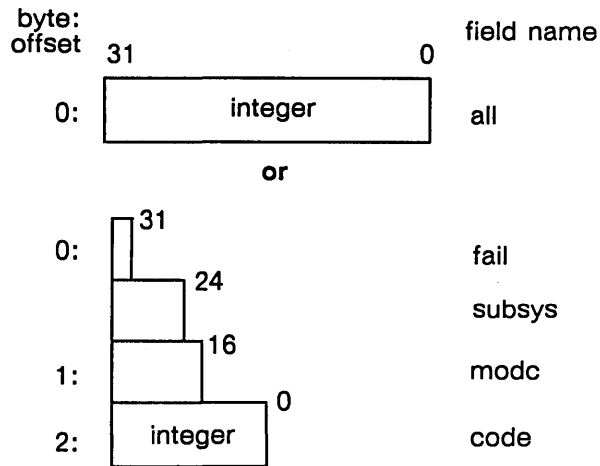 byte:
offset
31 0 field name
0: integer all
or
31
0: fail
24
subsys
16
1: modc
0
2: integer code